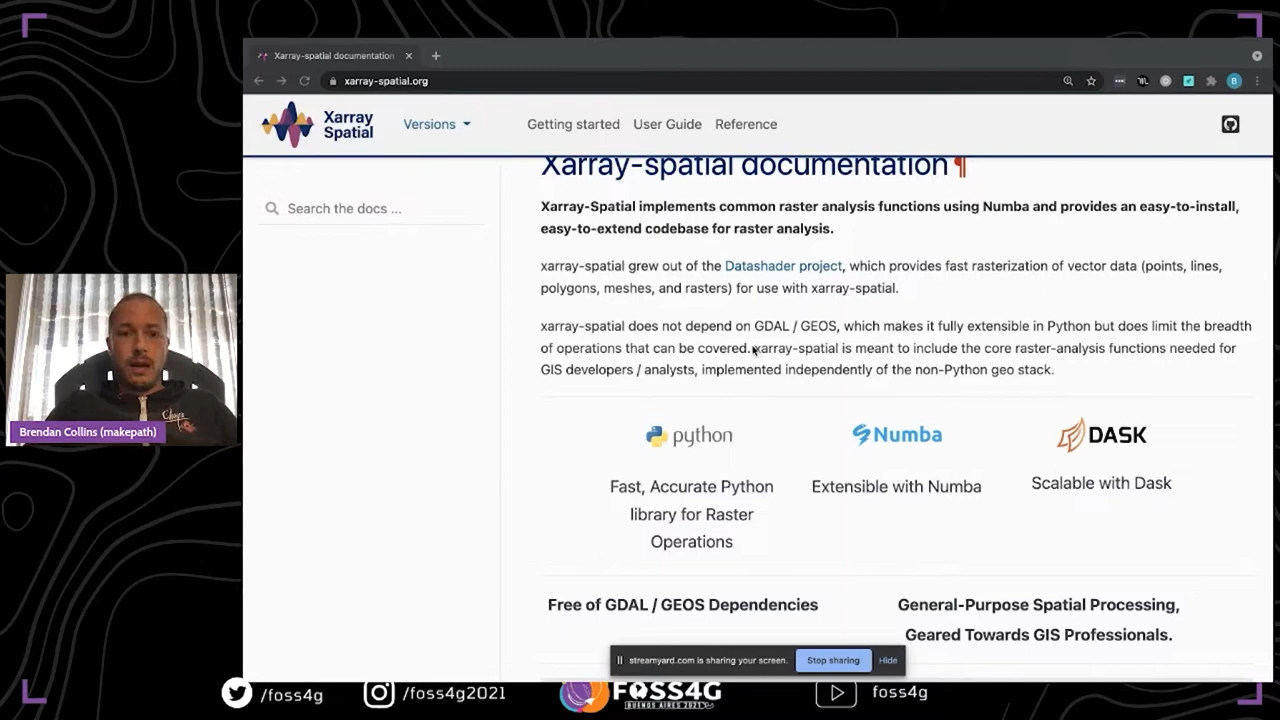 Xarray-spatial documentation
xarray-spatial.org
Xarray
Spatial
Versions
Getting started
User Guide
Reference
Search the docs ...
Xarray-spatial documentation¶
Xarray-Spatial implements common raster analysis functions using Numba and provides an easy-to-install,
easy-to-extend codebase for raster analysis.
xarray-spatial grew out of the Datashader project, which provides fast rasterization of vector data (points, lines,
polygons, meshes, and rasters) for use with xarray-spatial.
xarray-spatial does not depend on GDAL / GEOS, which makes it fully extensible in Python but does limit the breadth
of operations that can be covered. xarray-spatial is meant to include the core raster-analysis functions needed for
GIS developers / analysts, implemented independently of the non-Python geo stack.
python
Numba
DASK
Fast, Accurate Python
library for Raster
Operations
Extensible with Numba
Scalable with Dask
Free of GDAL / GEOS Dependencies
General-Purpose Spatial Processing,
Geared Towards GIS Professionals.
streamyard.com is sharing your screen.
Stop sharing
Hide
Brendan Collins (makepath)
/foss4g
/foss4g2021
FOSS4G
BUENOS AIRES 2021
foss4g